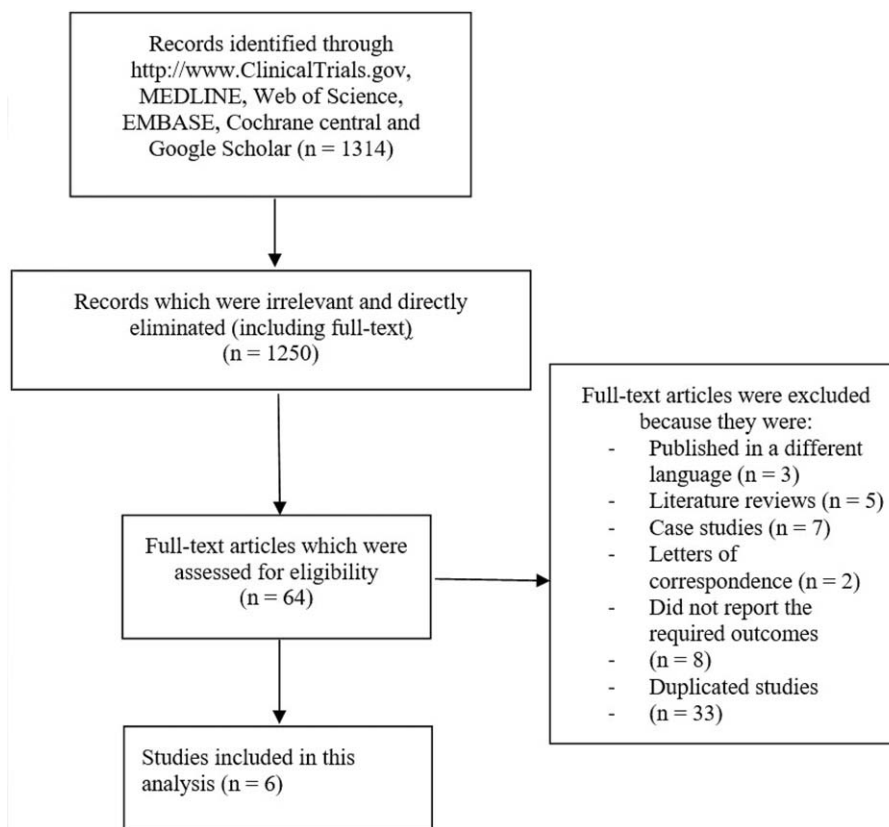 Records identified through
http://www.ClinicalTrials.gov,
MEDLINE, Web of Science,
EMBASE, Cochrane central and
Google Scholar (n = 1314)
Records which were irrelevant and directly
eliminated (including full-text)
(n = 1250)
Full-text articles which were
assessed for eligibility
(n = 64)
Full-text articles were excluded
because they were:
- Published in a different
language (n = 3)
- Literature reviews (n = 5)
- Case studies (n = 7)
- Letters of
correspondence (n = 2)
- Did not report the
required outcomes
- (n = 8)
- Duplicated studies
- (n = 33)
Studies included in this
analysis (n = 6)